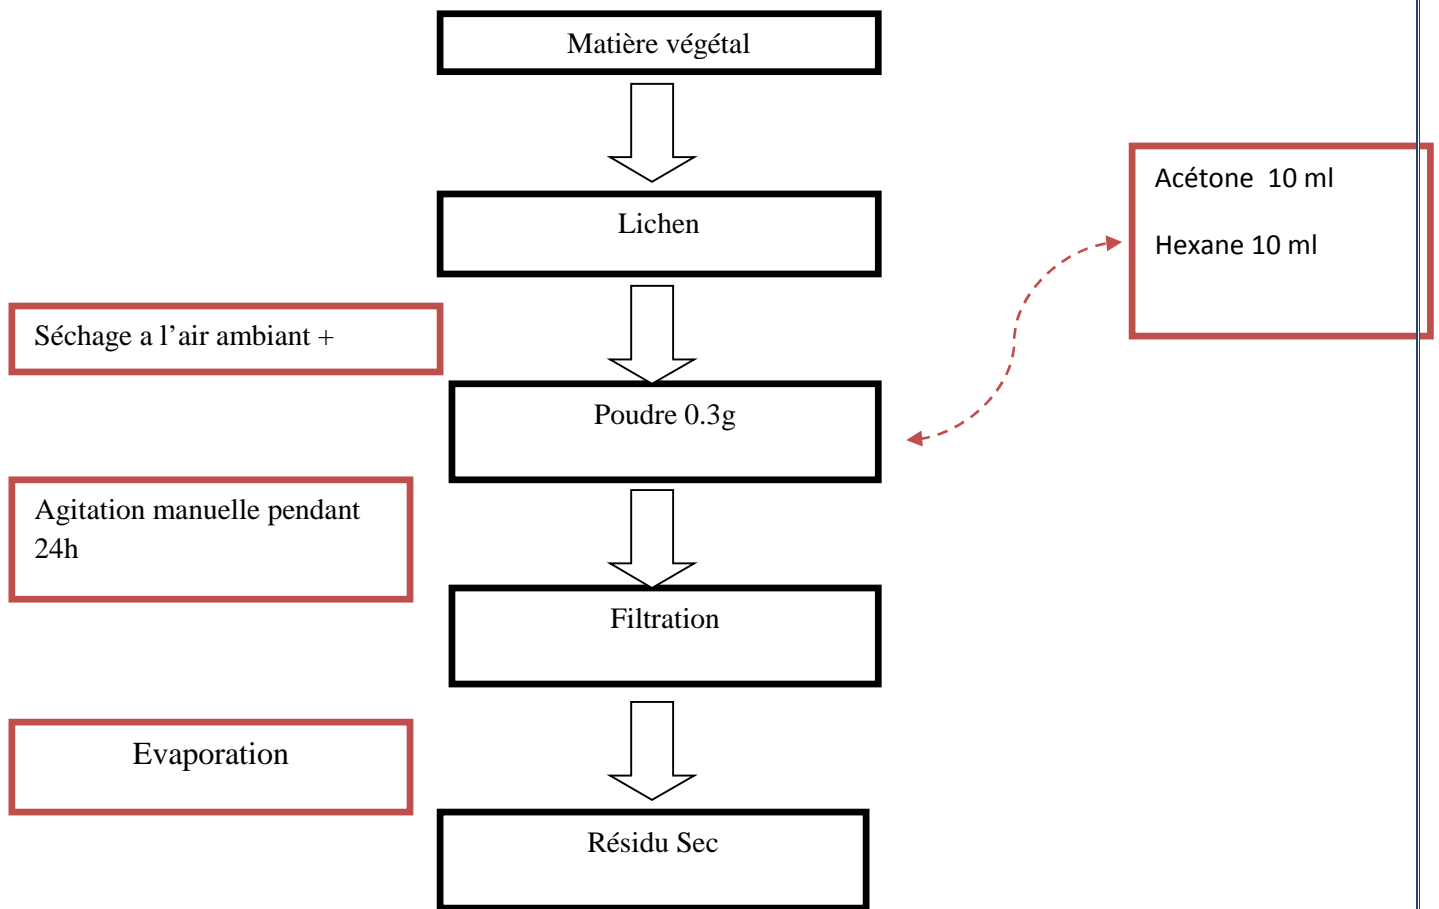 Matière végétal
Lichen
Acétone  10 ml
Hexane 10 ml
Séchage a l’air ambiant +
Poudre 0.3g
Agitation manuelle pendant
24h
Filtration
Evaporation
Résidu Sec